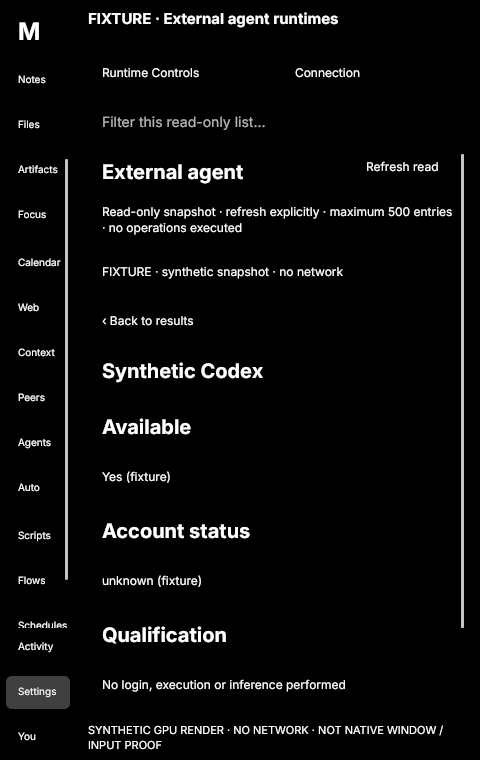 M
FIXTURE · External agent runtimes
Notes
Files
Artifacts
Focus
Calendar
Web
Context
Peers
Agents
Auto
Scripts
Flows
Schedules
Activity
Settings
You
Runtime Controls
Connection
Filter this read-only list...
External agent
Refresh read
Read-only snapshot · refresh explicitly · maximum 500 entries
· no operations executed
FIXTURE · synthetic snapshot · no network
‹ Back to results
Synthetic Codex
Available
Yes (fixture)
Account status
unknown (fixture)
Qualification
No login, execution or inference performed
SYNTHETIC GPU RENDER · NO NETWORK · NOT NATIVE WINDOW /
INPUT PROOF